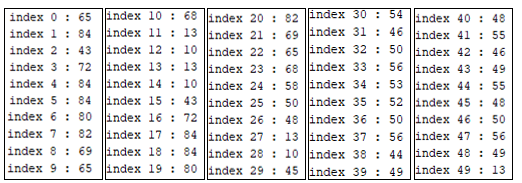 index 0 : 65
index 1 : 84
index 2 : 43
index 3 : 72
index 4 : 84
index 5 : 84
index 6 : 80
index 7 : 82
index 8 : 69
index 9 : 65
index 10 : 68
index 11 : 13
index 12 : 10
index 13 : 13
index 14 : 10
index 15 : 43
index 16 : 72
index 17 : 84
index 18 : 84
index 19 : 80
index 20 : 82
index 21 : 69
index 22 : 65
index 23 : 68
index 24 : 58
index 25 : 50
index 26 : 48
index 27 : 13
index 28 : 10
index 29 : 45
index 30 : 54
index 31 : 46
index 32 : 50
index 33 : 56
index 34 : 53
index 35 : 52
index 36 : 50
index 37 : 56
index 38 : 44
index 39 : 49
index 40 : 48
index 41 : 55
index 42 : 46
index 43 : 49
index 44 : 55
index 45 : 48
index 46 : 50
index 47 : 56
index 48 : 49
index 49 : 13